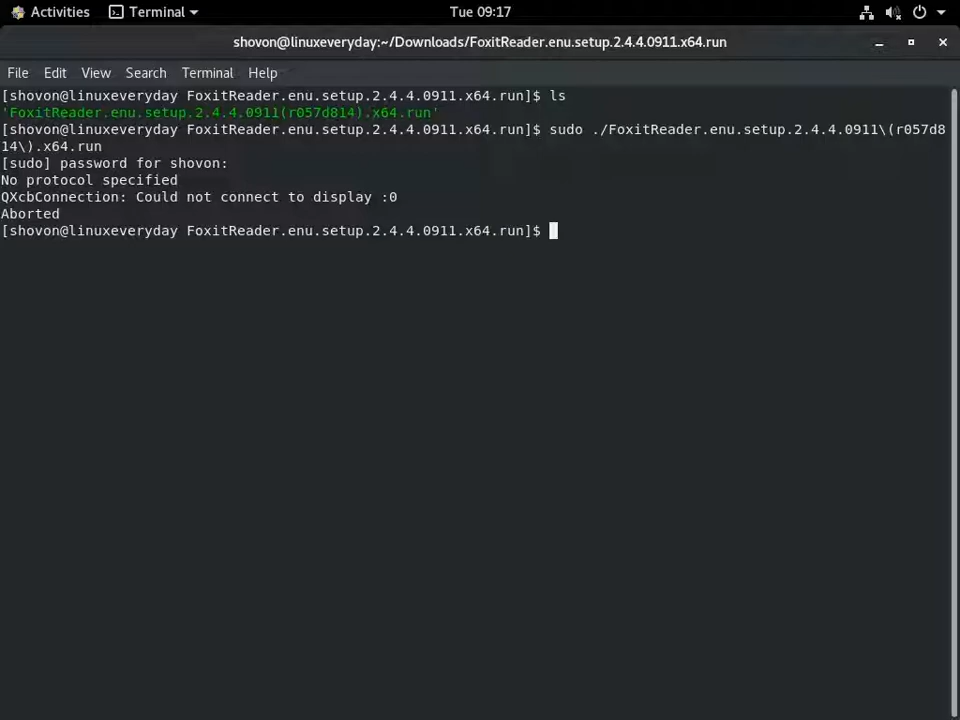 Activities Terminal Tue 09:17
shovon@linuxeveryday:~/Downloads/FoxitReader.enu.setup.2.4.4.0911.x64.run
File Edit View Search Terminal Help
[shovon@linuxeveryday FoxitReader.enu.setup.2.4.4.0911.x64.run]$ ls
'FoxitReader.enu.setup.2.4.4.0911(r057d814).x64.run'
[shovon@linuxeveryday FoxitReader.enu.setup.2.4.4.0911.x64.run]$ sudo ./FoxitReader.enu.setup.2.4.4.0911\(r057d8
14\).x64.run
[sudo] password for shovon:
No protocol specified
QXcbConnection: Could not connect to display :0
Aborted
[shovon@linuxeveryday FoxitReader.enu.setup.2.4.4.0911.x64.run]$